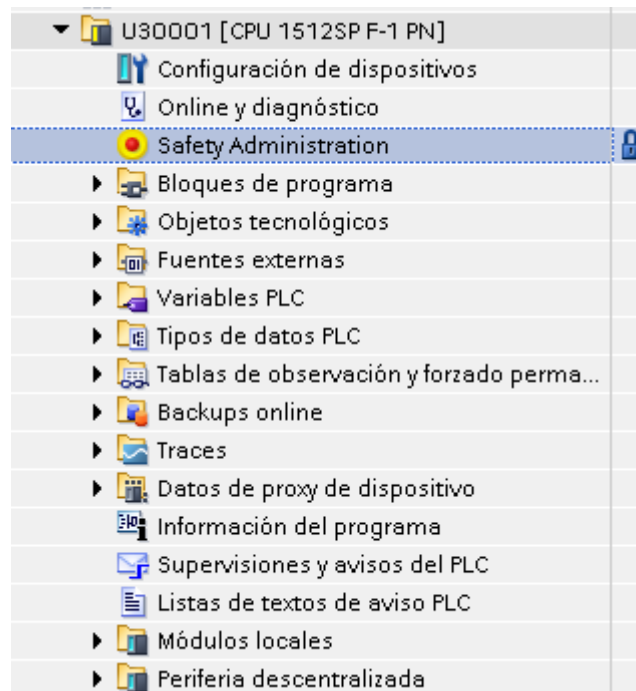 U30001 [CPU 1512SP F-1 PN]
Configuración de dispositivos
Online y diagnóstico
Safety Administration
Bloques de programa
Objetos tecnológicos
Fuentes externas
Variables PLC
Tipos de datos PLC
Tablas de observación y forzado perma...
Backups online
Traces
Datos de proxy de dispositivo
Información del programa
Supervisiones y avisos del PLC
Listas de textos de aviso PLC
Módulos locales
Periferia descentralizada